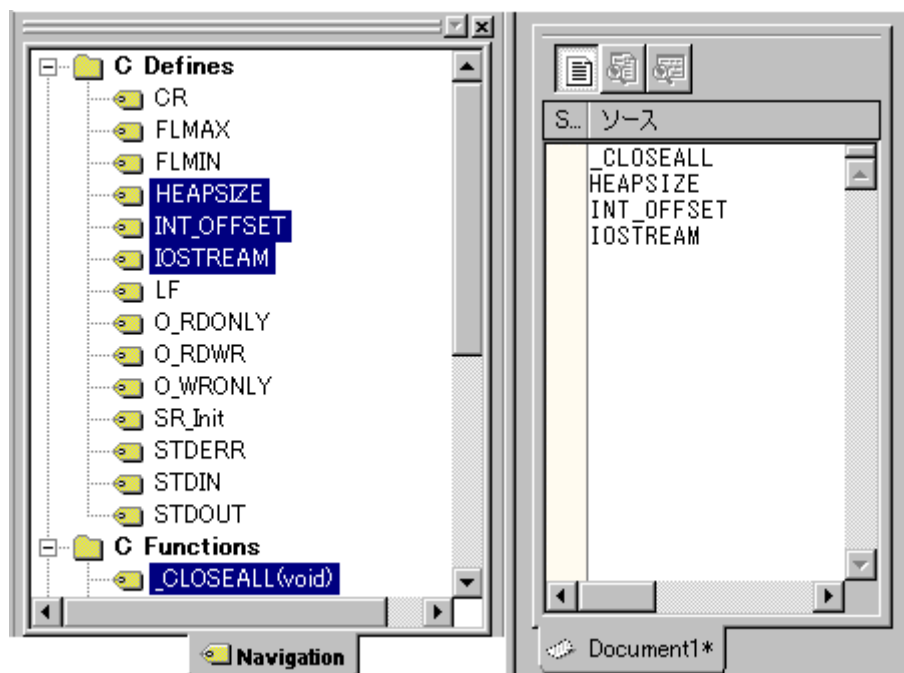 C Defines
CR
FLMAX
FLMIN
HEAPSIZE
INT_OFFSET
IOSTREAM
LF
O_RDONLY
O_RDWR
O_WRONLY
SR_Init
STDERR
STDIN
STDOUT
C Functions
_CLOSEALL(void)
Navigation
S... ソース
_CLOSEALL
HEAPSIZE
INT_OFFSET
IOSTREAM
Document1*